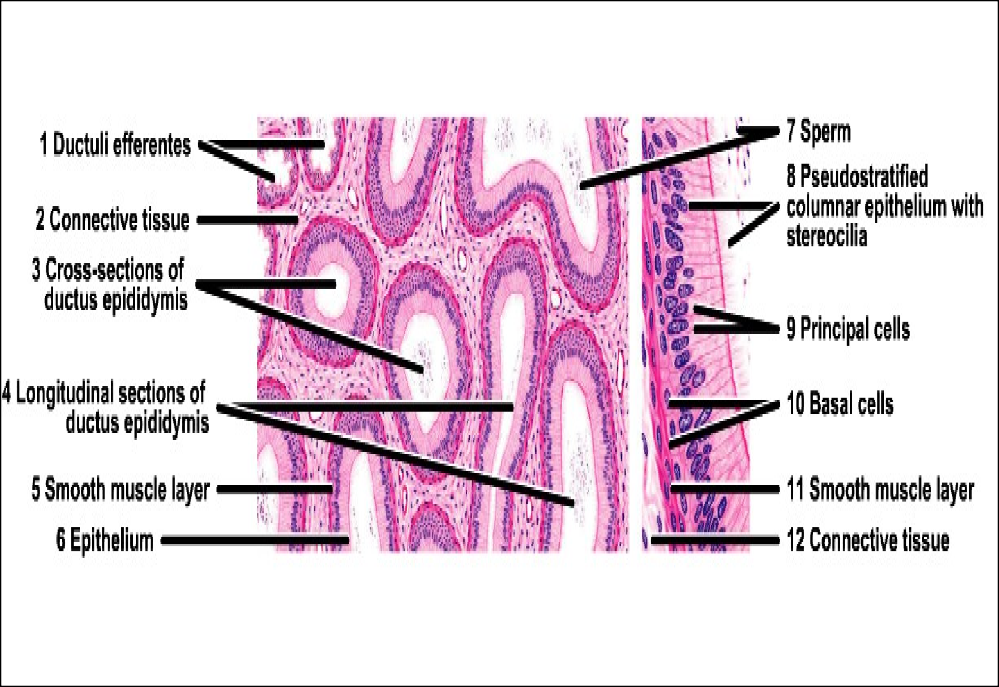 1 Ductuli efferentes
2 Connective tissue
3 Cross-sections of
ductus epididymis
4 Longitudinal sections of
ductus epididymis
5 Smooth muscle layer
6 Epithelium
7 Sperm
8 Pseudostratified
columnar epithelium with
stereocilia
9 Principal cells
10 Basal cells
11 Smooth muscle layer
12 Connective tissue